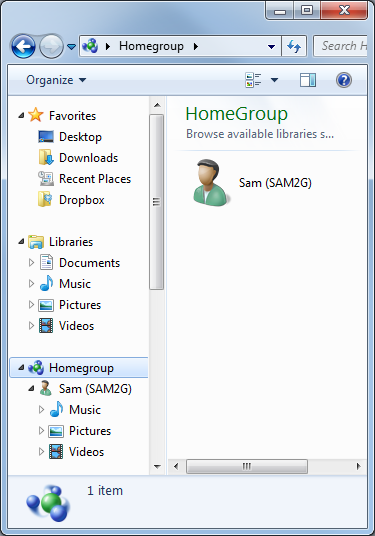 Homegroup
Search H
Organize
Favorites
Desktop
Downloads
Recent Places
Dropbox
Libraries
Documents
Music
Pictures
Videos
Homegroup
Sam (SAM2G)
Music
Pictures
Videos
HomeGroup
Browse available libraries s...
Sam (SAM2G)
1 item